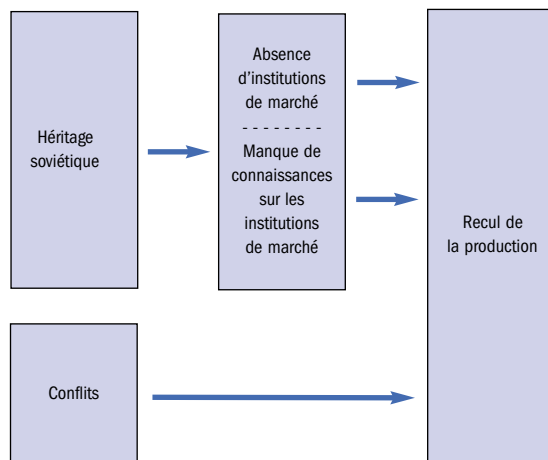 Héritage
soviétique
Absence
d'institutions
de marché
- - - - - - - -
Manque de
connaissances
sur les
institutions
de marché
Recul de
la production
Conflits